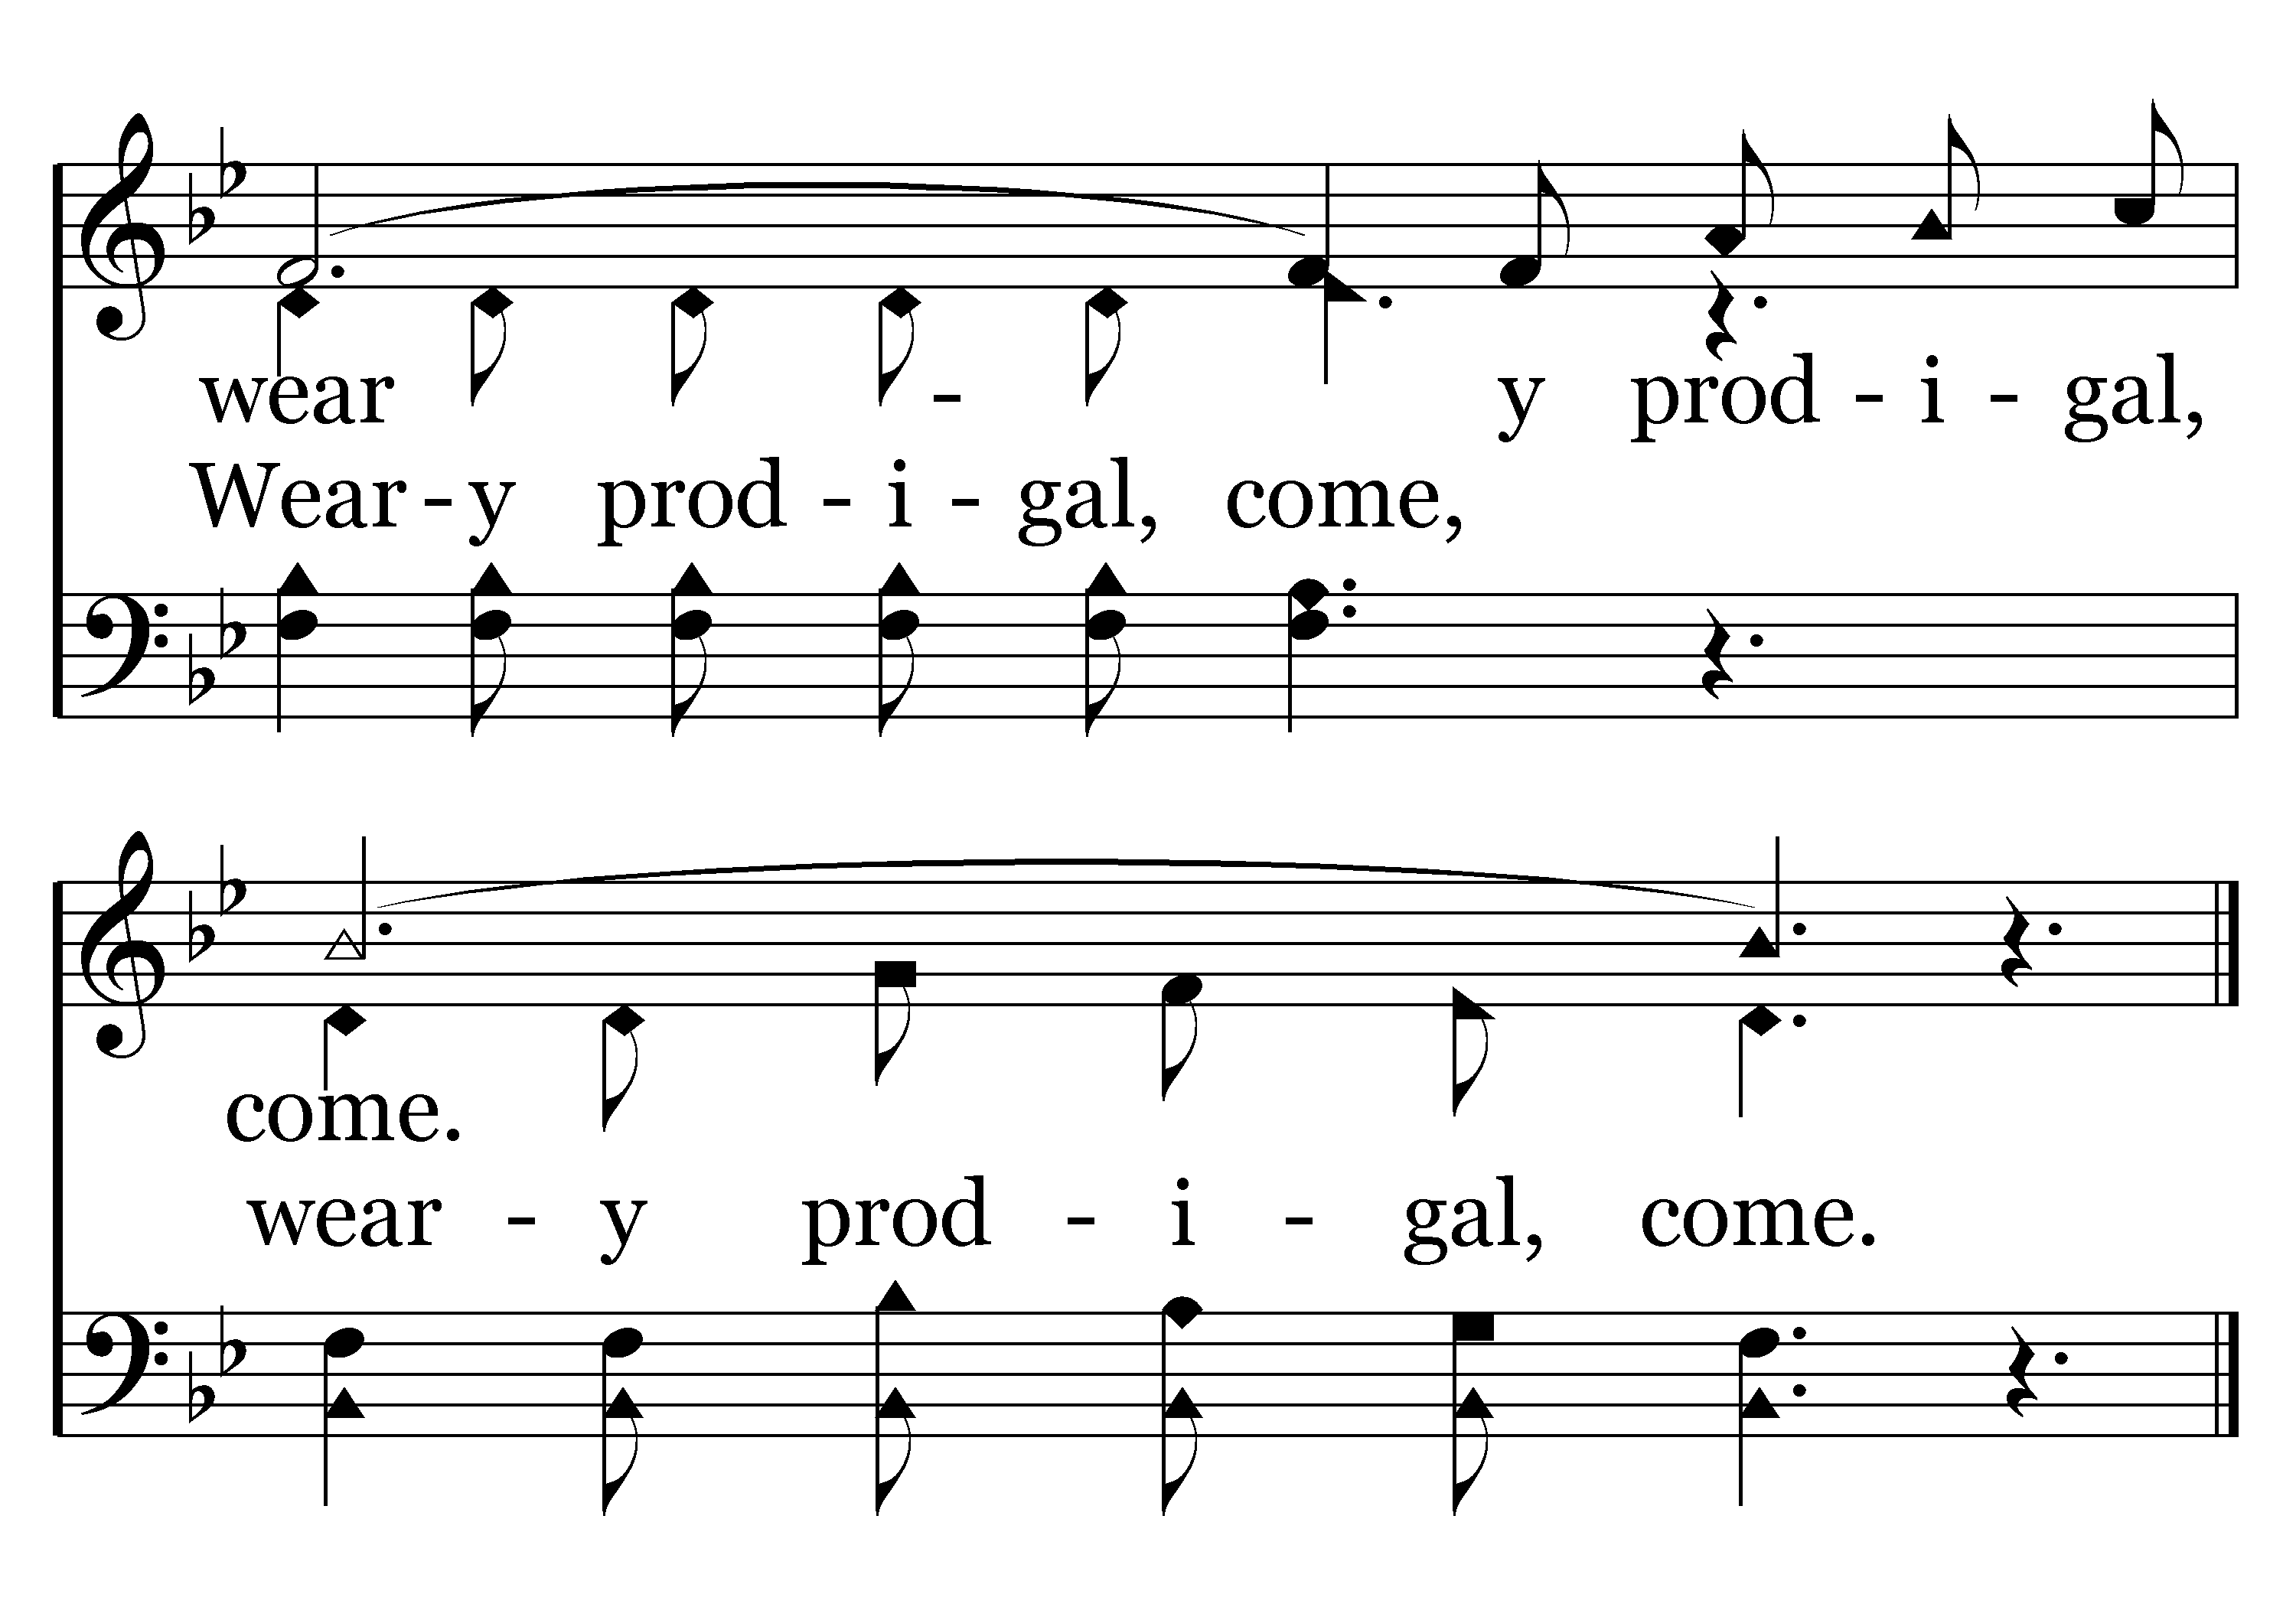 wear - y prod - i - gal,
Wear - y prod - i - gal, come,
come.
wear - y prod - i - gal, come.